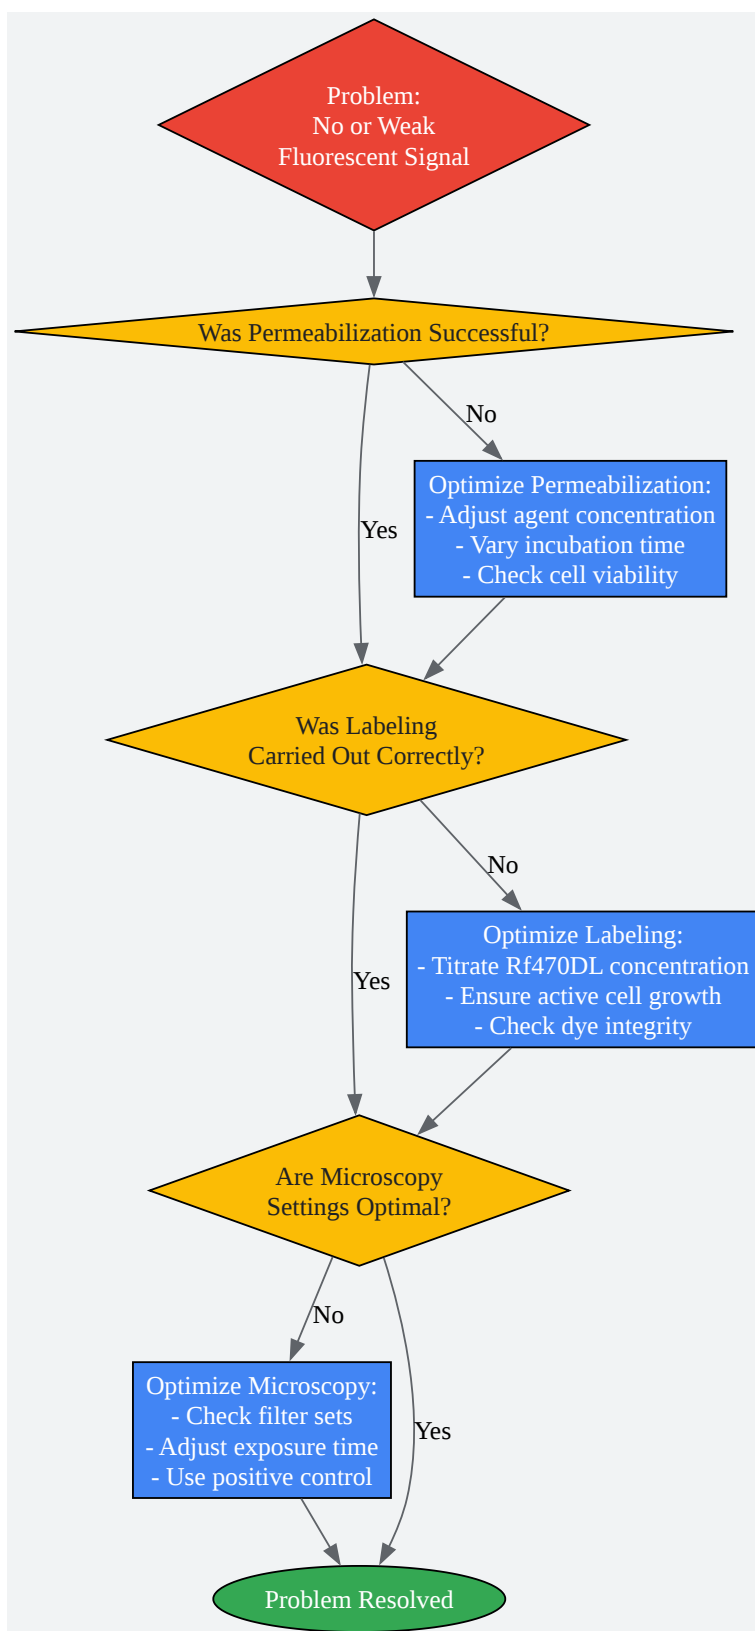 Problem:
No or Weak
Fluorescent Signal
Was Permeabilization Successful?
No
Optimize Permeabilization:
- Adjust agent concentration
- Vary incubation time
- Check cell viability
Yes
Was Labeling
Carried Out Correctly?
No
Optimize Labeling:
- Titrate Rf470DL concentration
- Ensure active cell growth
- Check dye integrity
Yes
Are Microscopy
Settings Optimal?
No
Optimize Microscopy:
- Check filter sets
- Adjust exposure time
- Use positive control
Yes
Problem Resolved